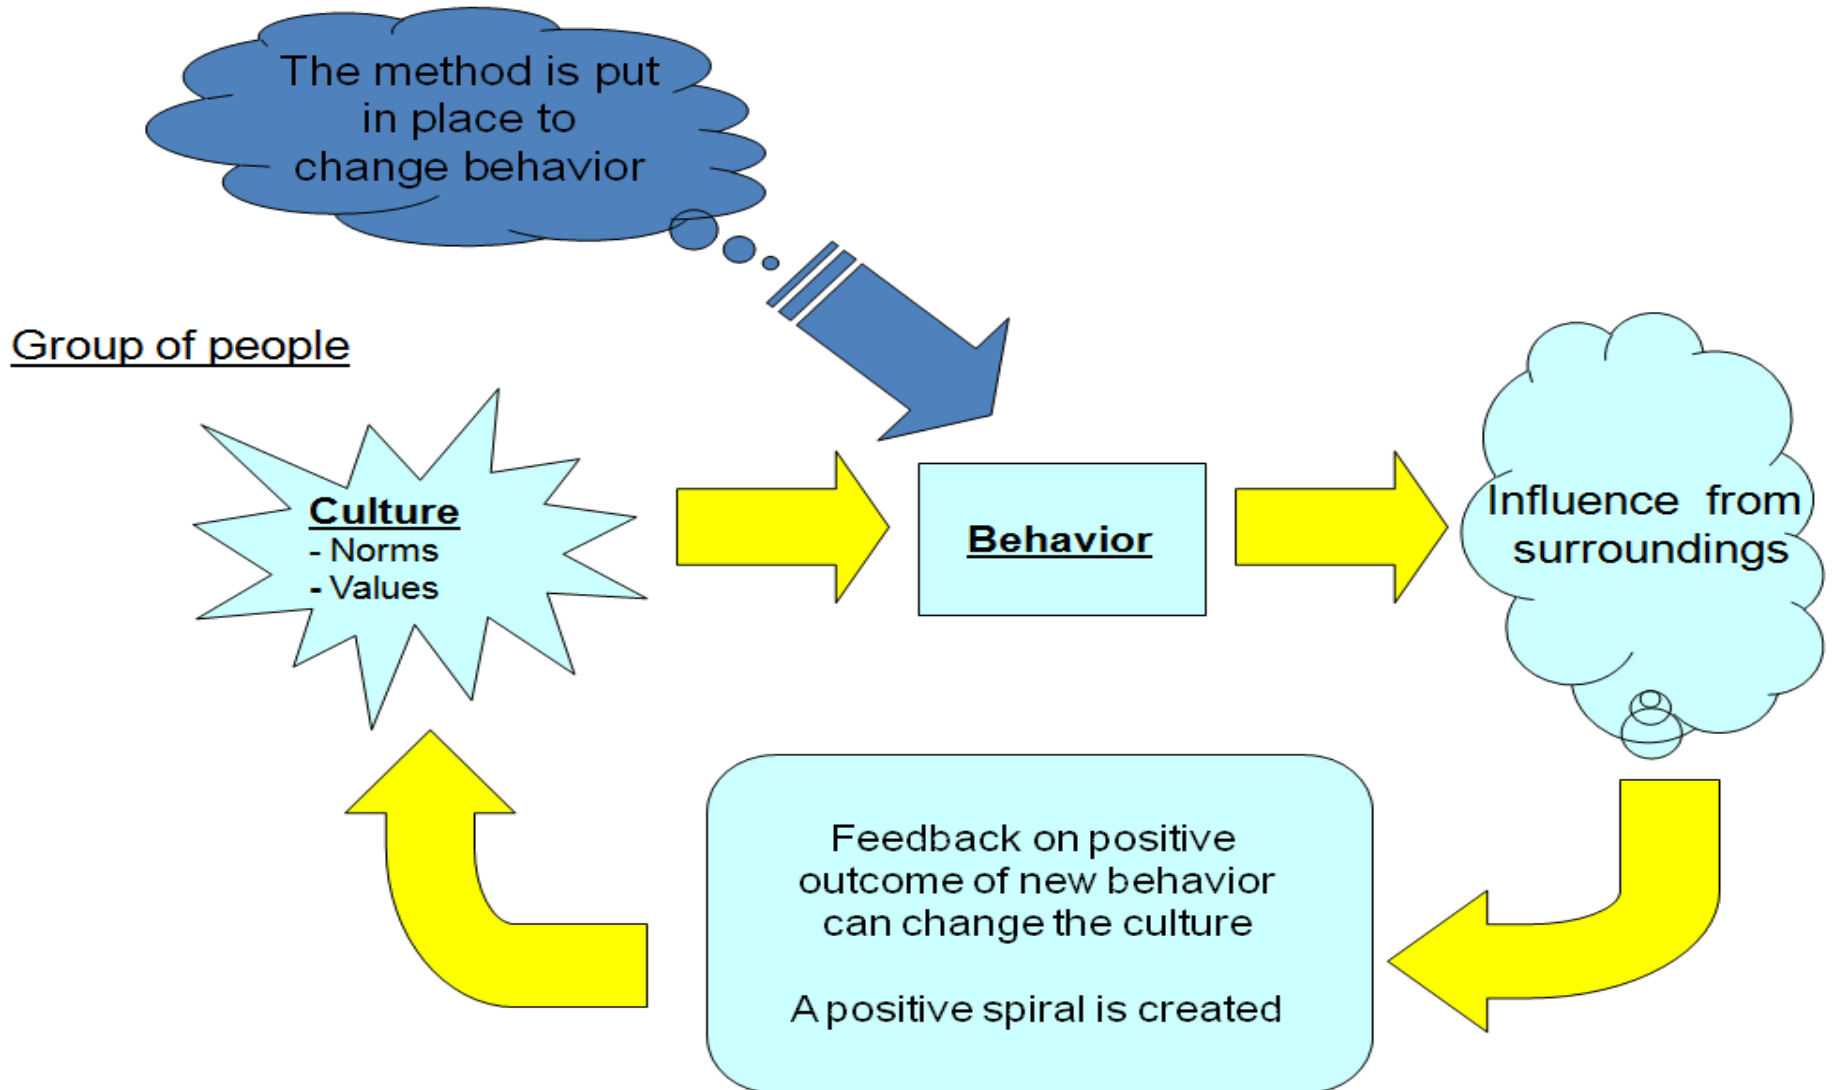 The method is put
in place to
change behavior
Group of people
Culture
- Norms
- Values
Behavior
Influence from
surroundings
Feedback on positive
outcome of new behavior
can change the culture
A positive spiral is created